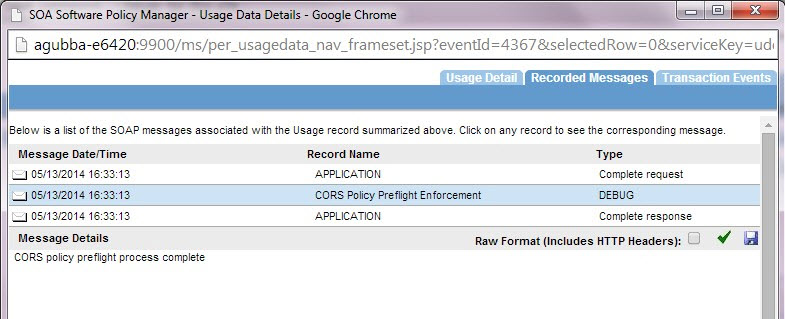 SOA Software Policy Manager - Usage Data Details - Google Chrome
agubba-e6420:9900/ms/per_usagedata_nav_frameset.jsp?eventId=4367&selectedRow=0&serviceKey=udd
Usage Detail Recorded Messages Transaction Events
Below is a list of the SOAP messages associated with the Usage record summarized above. Click on any record to see the corresponding message.
Message Date/Time Record Name Type
05/13/2014 16:33:13 APPLICATION Complete request
05/13/2014 16:33:13 CORS Policy Preflight Enforcement DEBUG
05/13/2014 16:33:13 APPLICATION Complete response
Message Details Raw Format (Includes HTTP Headers):
CORS policy preflight process complete